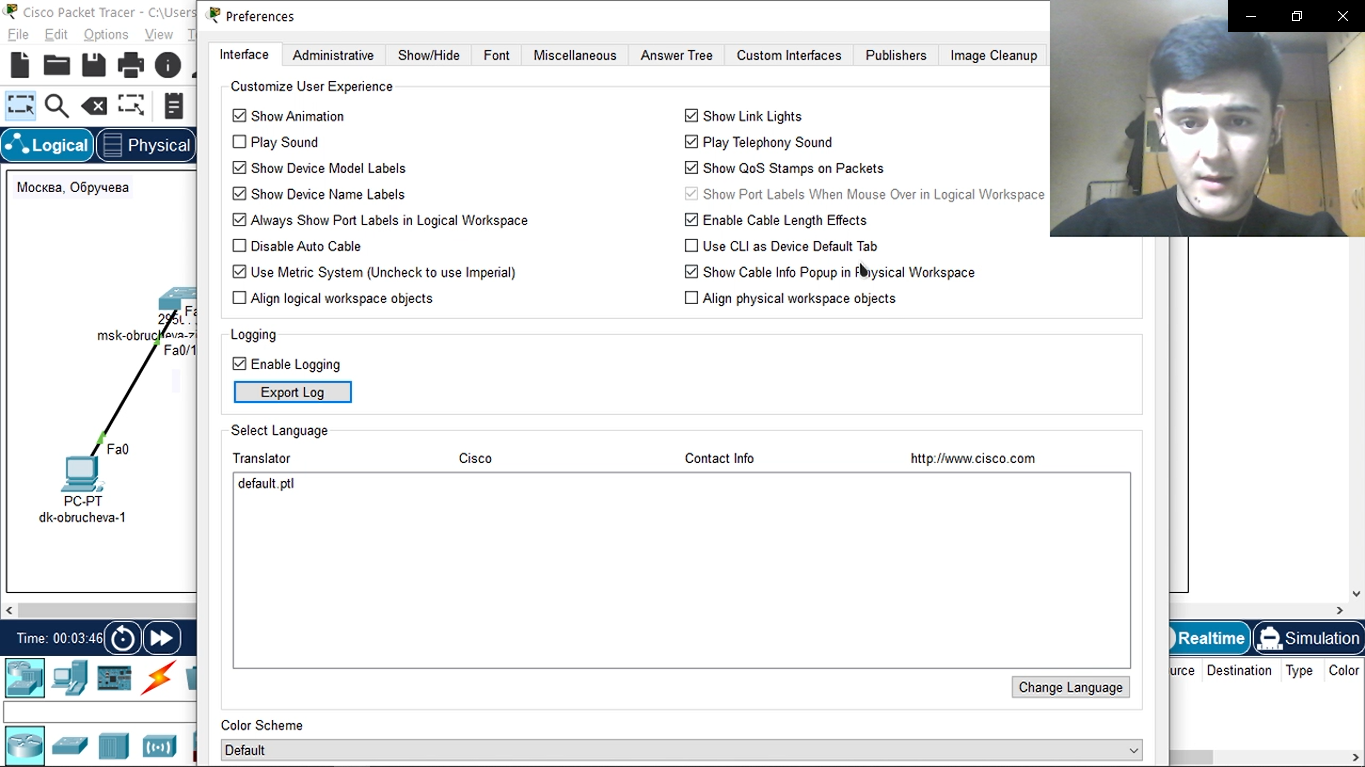 Cisco Packet Tracer - C:\Users
File Edit Options View
Preferences
Interface Administrative Show/Hide Font Miscellaneous Answer Tree Custom Interfaces Publishers Image Cleanup
Customize User Experience
Show Animation
Show Link Lights
Play Sound
Play Telephony Sound
Show Device Model Labels
Show QoS Stamps on Packets
Show Device Name Labels
Show Port Labels When Mouse Over in Logical Workspace
Always Show Port Labels in Logical Workspace
Enable Cable Length Effects
Disable Auto Cable
Use CLI as Device Default Tab
Use Metric System (Uncheck to use Imperial)
Show Cable Info Popup in Physical Workspace
Align logical workspace objects
Align physical workspace objects
Logging
Enable Logging
Export Log
Select Language
Translator Cisco Contact Info http://www.cisco.com
default.ptl
Change Language
Color Scheme
Default
Logical Physical
Москва, Обручева
Fa0/1
Fa0
PC-PT
dk-obrucheva-1
Time: 00:03:46
Realtime Simulation
Destination Type Color